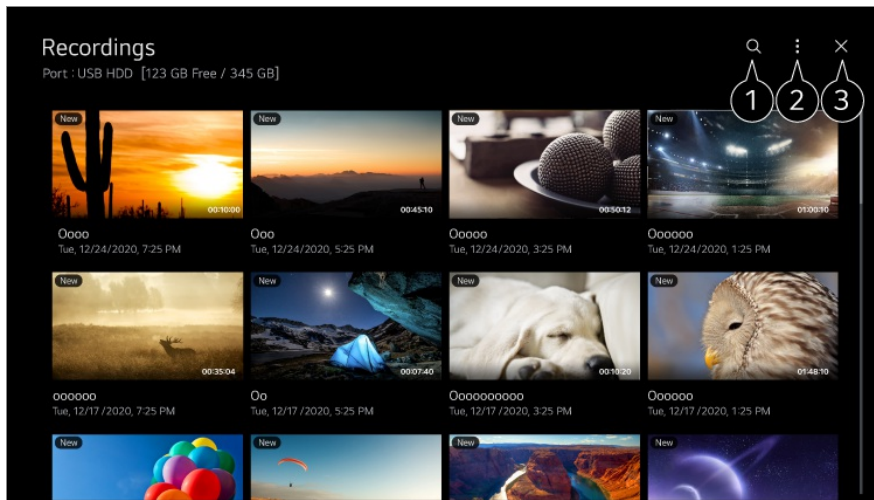 Recordings
Port : USB HDD [123 GB Free / 345 GB]
1 2 3
New New New New
00:10:00 00:45:10 00:50:12 01:00:10
Oooo Ooo Ooooo Oooooo
Tue, 12/24/2020, 7:25 PM Tue, 12/24/2020, 5:25 PM Tue, 12/24/2020, 3:25 PM Tue, 12/24/2020, 1:25 PM
New New New New
00:35:04 00:07:40 00:10:20 01:48:10
oooooo Oo Oooooooooo Oooooo
Tue, 12/17 /2020, 7:25 PM Tue, 12/17 /2020, 5:25 PM Tue, 12/17 /2020, 3:25 PM Tue, 12/17 /2020, 1:25 PM
New New New New